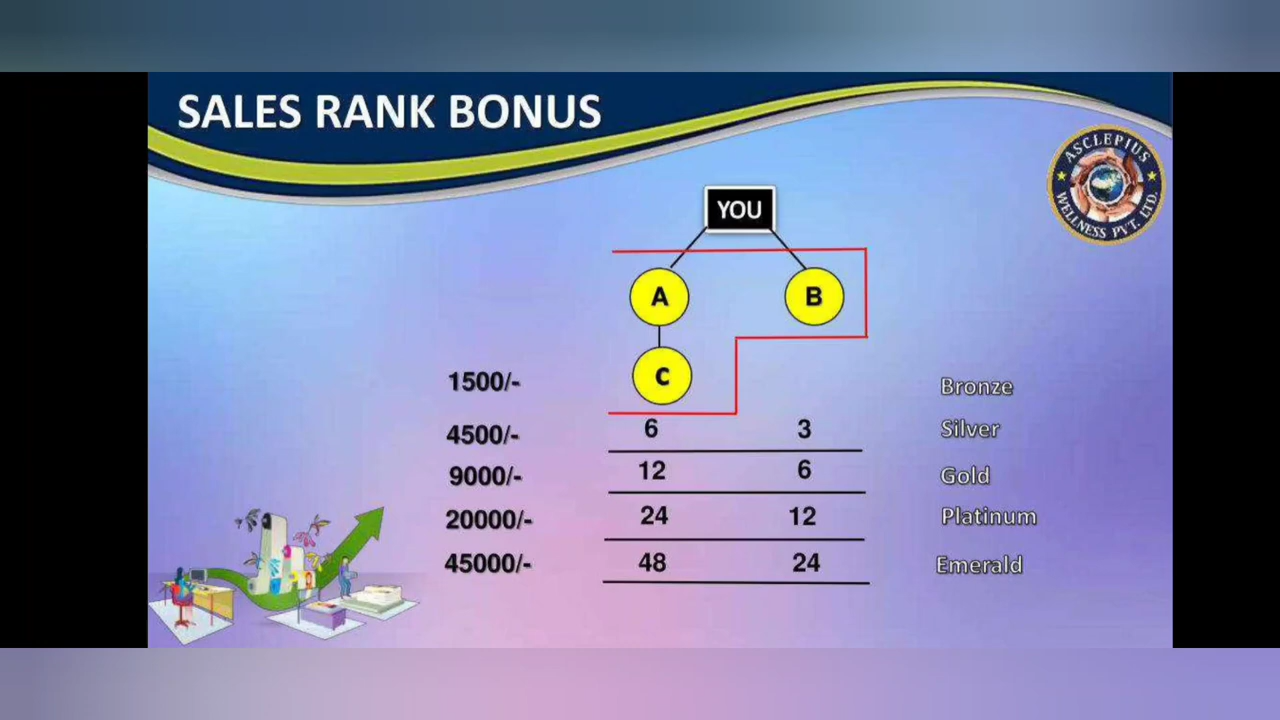 SALES RANK BONUS
ASCLEPIUS
WELLNESS PVT. LTD.
YOU
A B
C
1500/- Bronze
4500/- 6 3 Silver
9000/- 12 6 Gold
20000/- 24 12 Platinum
45000/- 48 24 Emerald